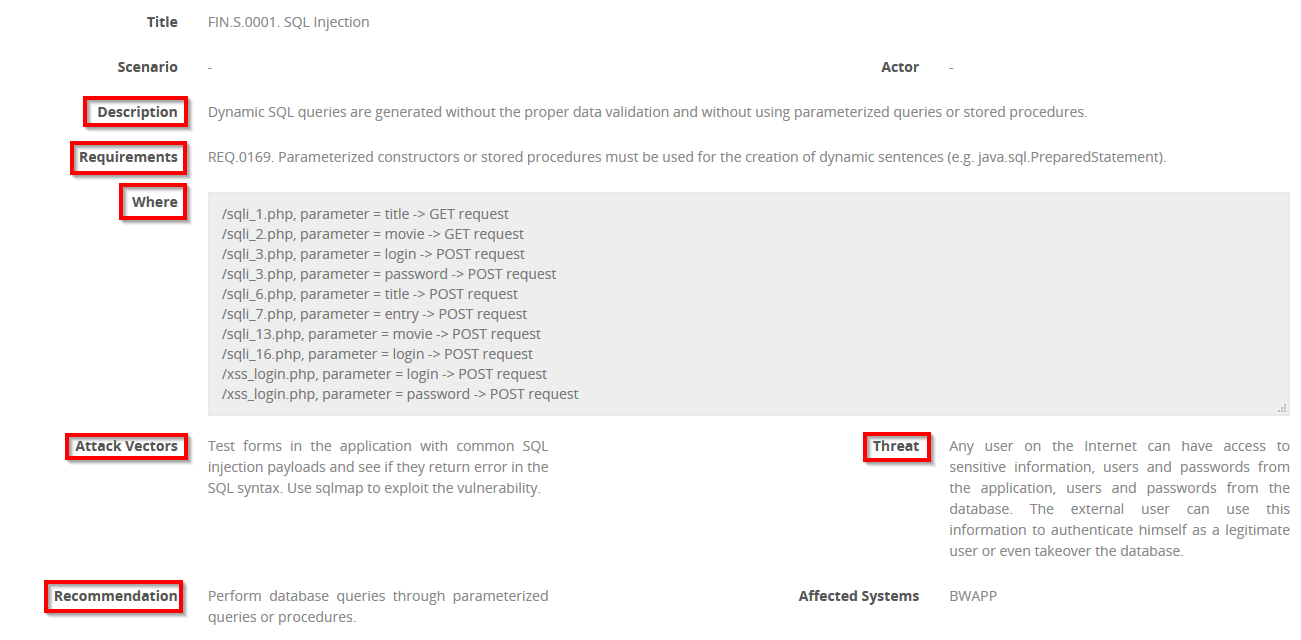 Title FIN.S.0001. SQL Injection
Scenario - Actor -
Description Dynamic SQL queries are generated without the proper data validation and without using parameterized queries or stored procedures.
Requirements REQ.0169. Parameterized constructors or stored procedures must be used for the creation of dynamic sentences (e.g. java.sql.PreparedStatement).
Where
/sqli_1.php, parameter = title -> GET request
/sqli_2.php, parameter = movie -> GET request
/sqli_3.php, parameter = login -> POST request
/sqli_3.php, parameter = password -> POST request
/sqli_6.php, parameter = title -> POST request
/sqli_7.php, parameter = entry -> POST request
/sqli_13.php, parameter = movie -> POST request
/sqli_16.php, parameter = login -> POST request
/xss_login.php, parameter = login -> POST request
/xss_login.php, parameter = password -> POST request
Attack Vectors Test forms in the application with common SQL
injection payloads and see if they return error in the
SQL syntax. Use sqlmap to exploit the vulnerability.
Threat Any user on the Internet can have access to
sensitive information, users and passwords from
the application, users and passwords from the
database. The external user can use this
information to authenticate himself as a legitimate
user or even takeover the database.
Recommendation Perform database queries through parameterized
queries or procedures.
Affected Systems BWAPP